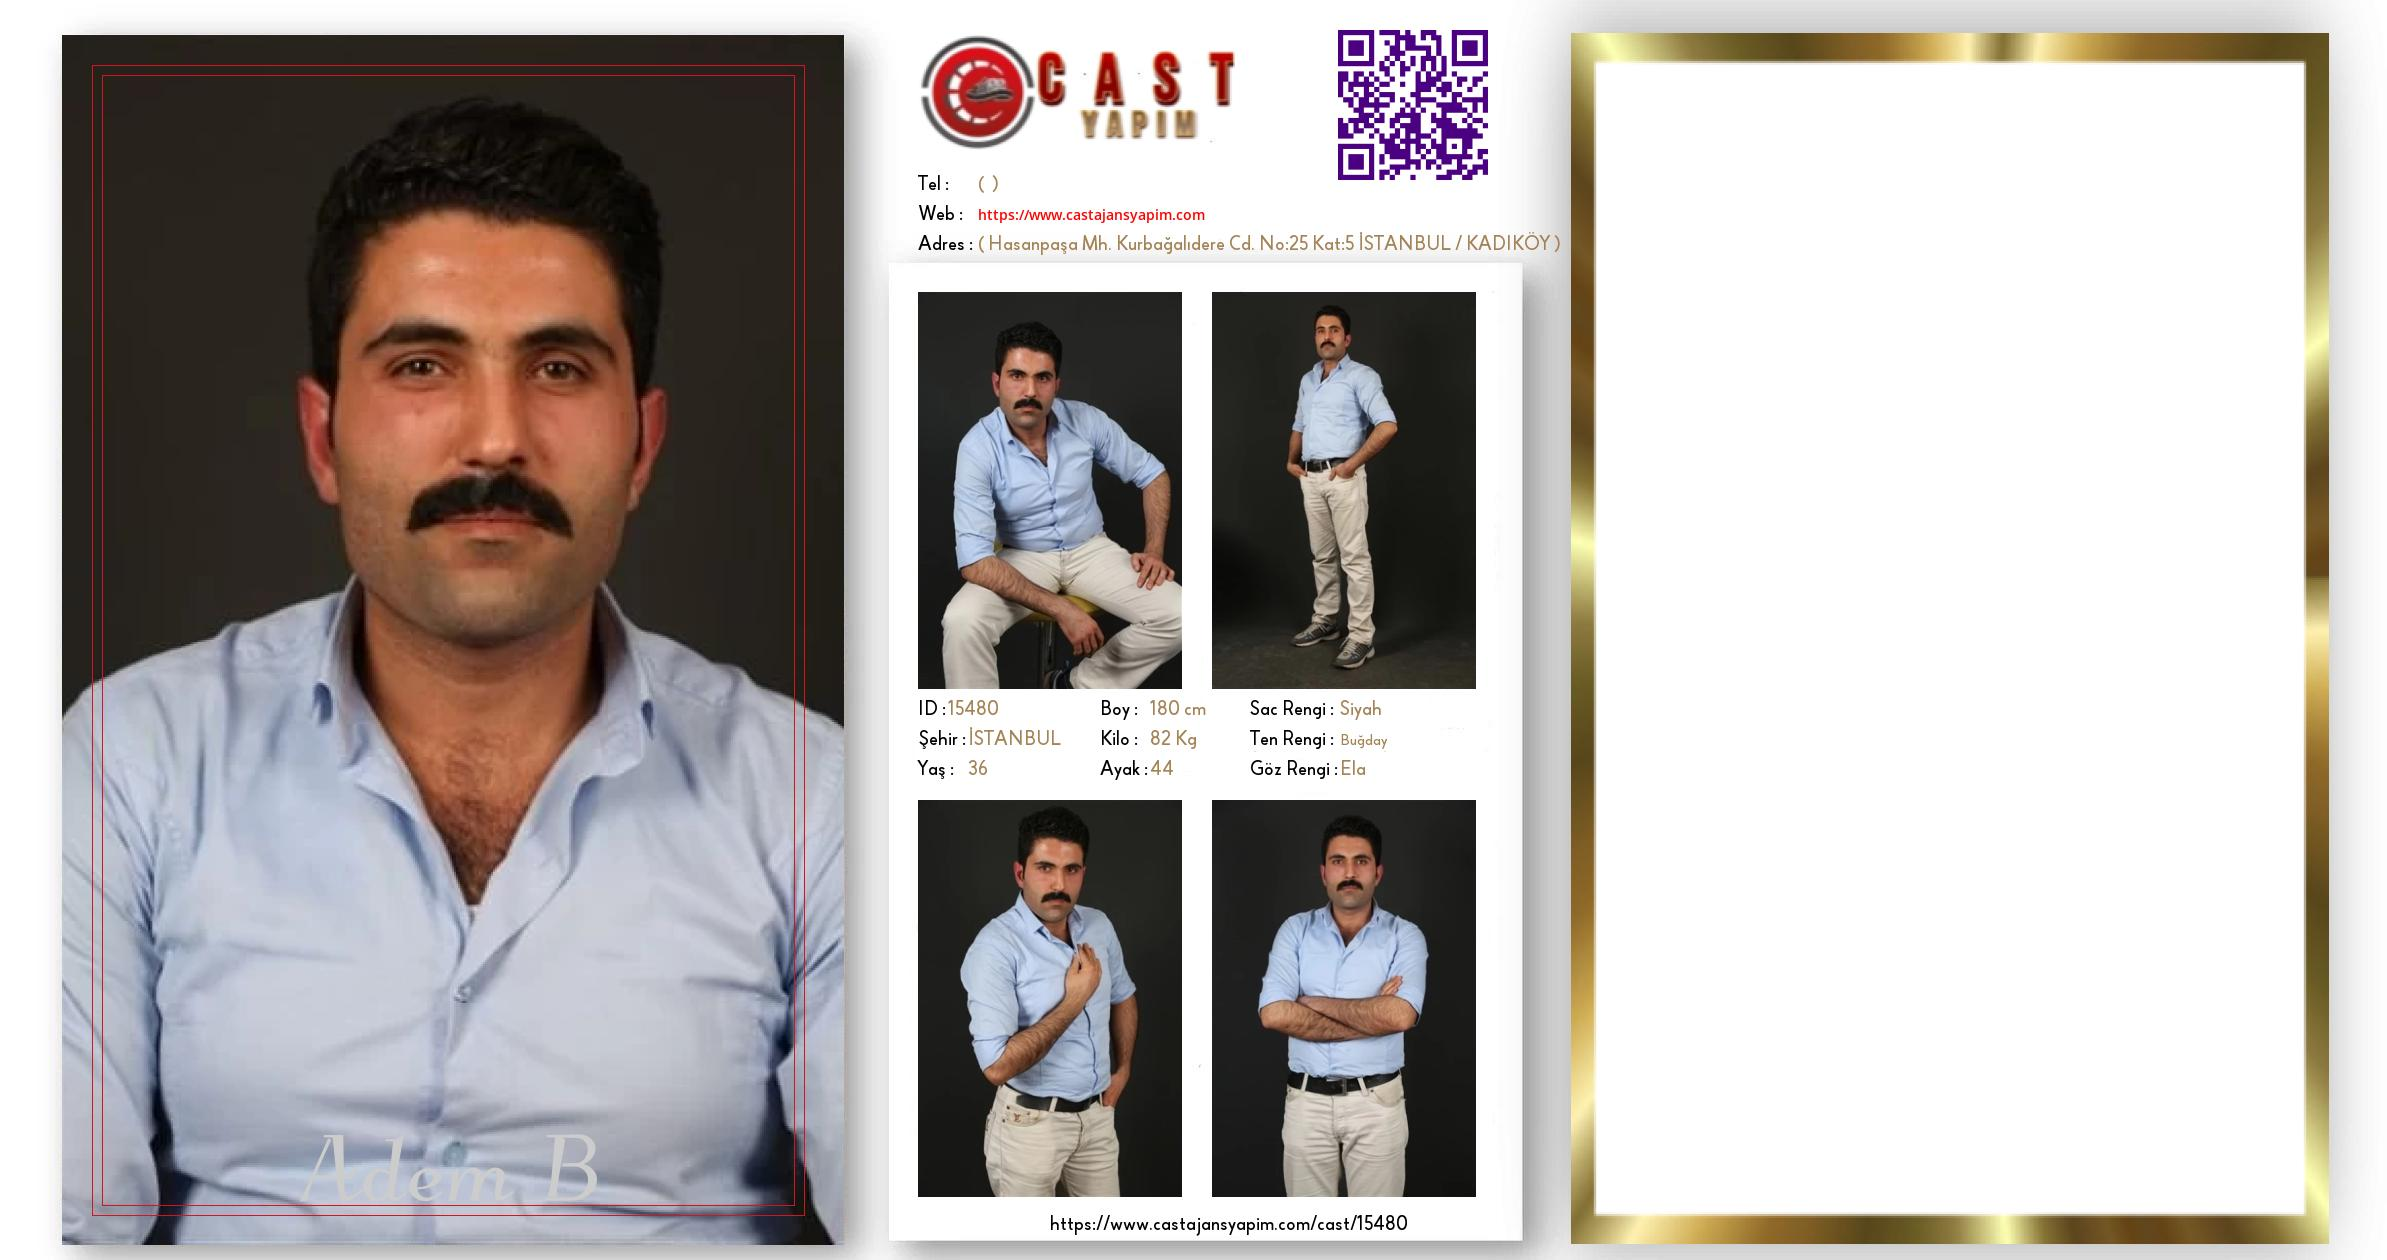 Adem B
CAST
YAPIM
Tel : ( )
Web : https://www.castajansyapim.com
Adres : ( Hasanpaşa Mh. Kurbağalıdere Cd. No:25 Kat:5 İSTANBUL / KADIKÖY )
ID : 15480 Boy : 180 cm Sac Rengi : Siyah
Şehir : İSTANBUL Kilo : 82 Kg Ten Rengi : Buğday
Yaş : 36 Ayak : 44 Göz Rengi : Ela
https://www.castajansyapim.com/cast/15480